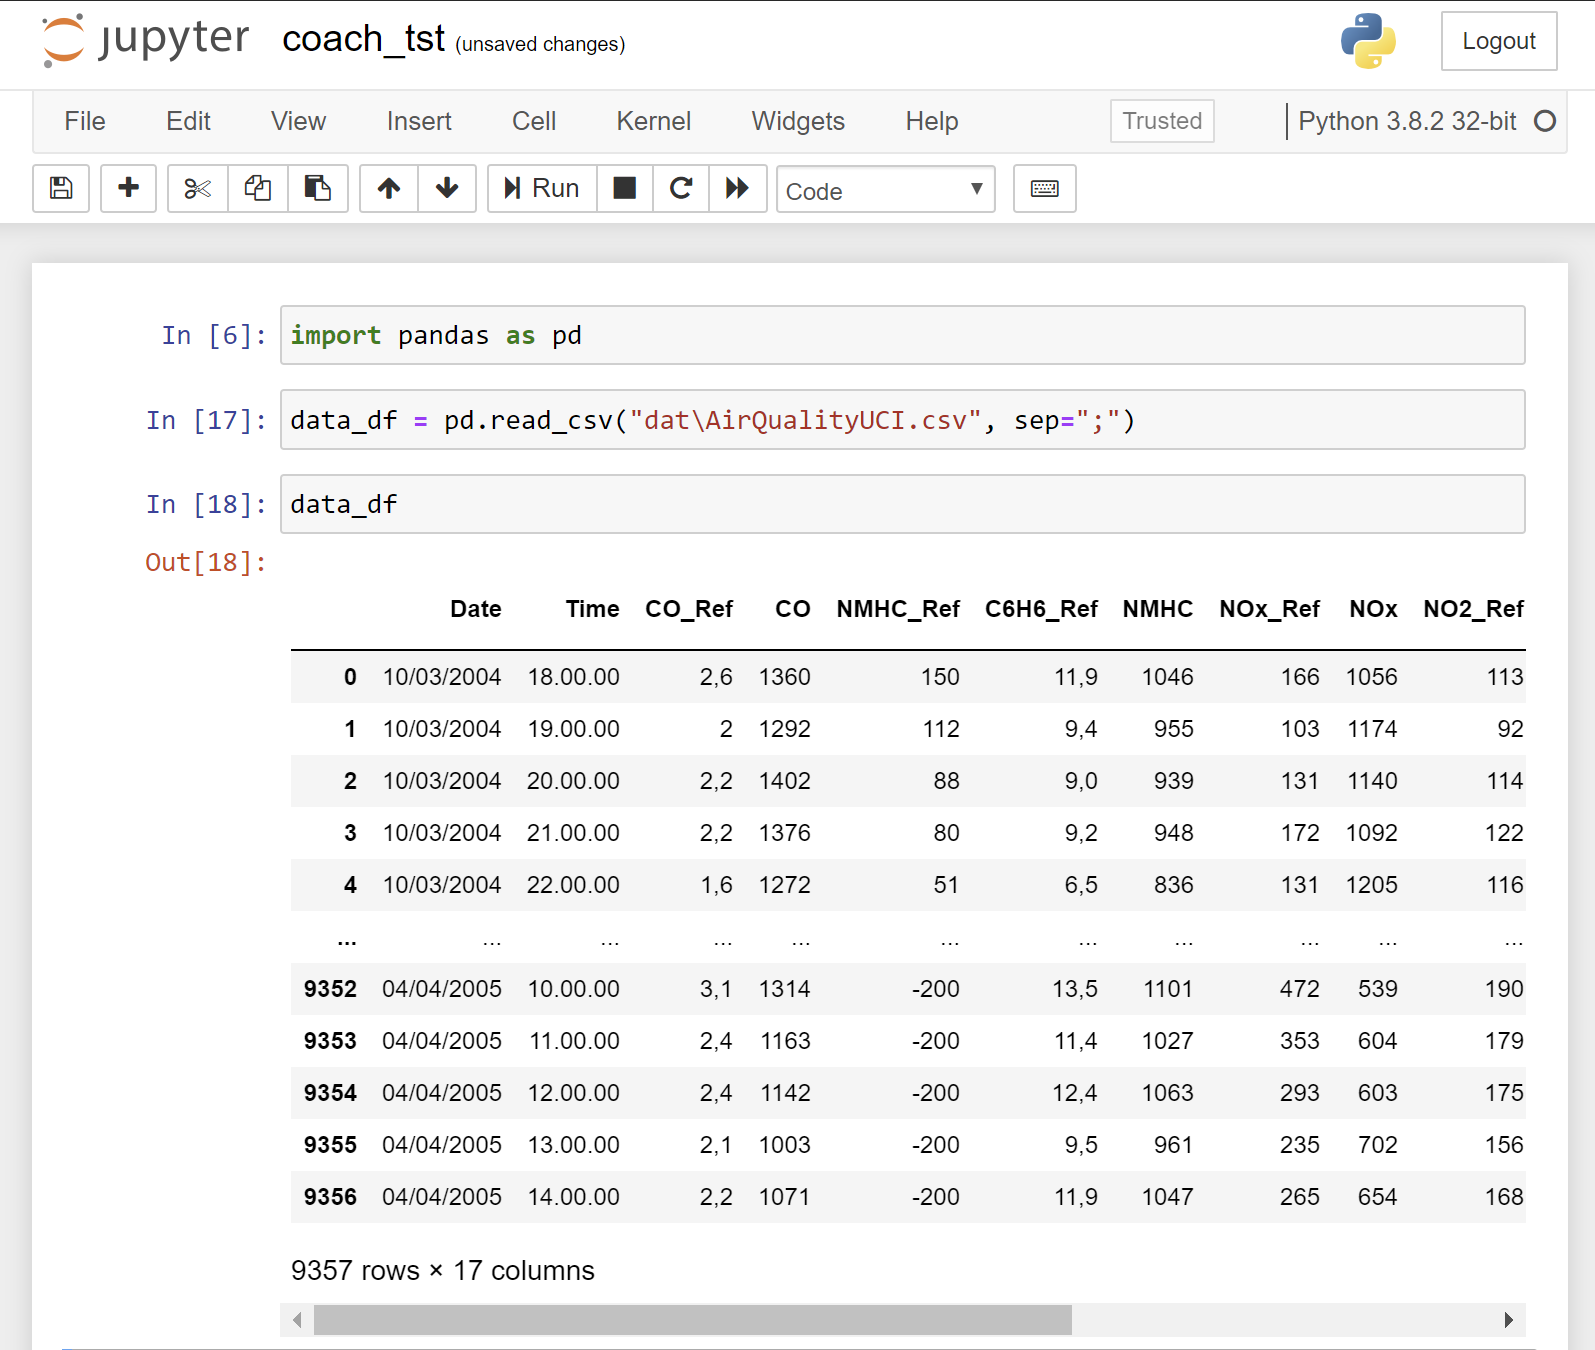 jupyter coach_tst (unsaved changes) Logout
File Edit View Insert Cell Kernel Widgets Help Trusted Python 3.8.2 32-bit
Run Code
In [6]: import pandas as pd
In [17]: data_df = pd.read_csv("dat\AirQualityUCI.csv", sep=";")
In [18]: data_df
Out[18]:
Date Time CO_Ref CO NMHC_Ref C6H6_Ref NMHC NOx_Ref NOx NO2_Ref
0 10/03/2004 18.00.00 2,6 1360 150 11,9 1046 166 1056 113
1 10/03/2004 19.00.00 2 1292 112 9,4 955 103 1174 92
2 10/03/2004 20.00.00 2,2 1402 88 9,0 939 131 1140 114
3 10/03/2004 21.00.00 2,2 1376 80 9,2 948 172 1092 122
4 10/03/2004 22.00.00 1,6 1272 51 6,5 836 131 1205 116
... ... ... ... ... ... ... ... ... ... ...
9352 04/04/2005 10.00.00 3,1 1314 -200 13,5 1101 472 539 190
9353 04/04/2005 11.00.00 2,4 1163 -200 11,4 1027 353 604 179
9354 04/04/2005 12.00.00 2,4 1142 -200 12,4 1063 293 603 175
9355 04/04/2005 13.00.00 2,1 1003 -200 9,5 961 235 702 156
9356 04/04/2005 14.00.00 2,2 1071 -200 11,9 1047 265 654 168
9357 rows × 17 columns